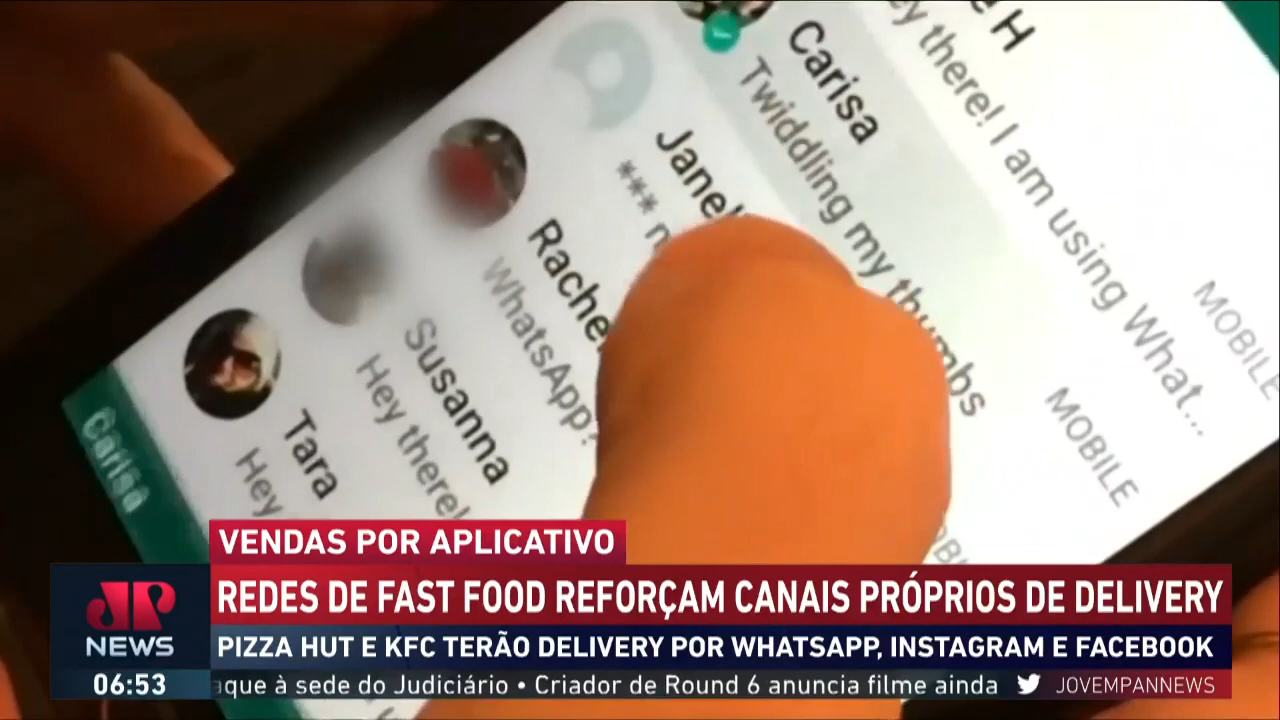 Hey there! I am using What...
MOBILE
Carisa
Twiddling my thumbs
MOBILE
***
WhatsApp?
Susanna
Hey there!
Tara
Hey
Carisa
VENDAS POR APLICATIVO
REDES DE FAST FOOD REFORÇAM CANAIS PRÓPRIOS DE DELIVERY
PIZZA HUT E KFC TERÃO DELIVERY POR WHATSAPP, INSTAGRAM E FACEBOOK
JP
NEWS
06:53
aque à sede do Judiciário • Criador de Round 6 anuncia filme ainda
JOVEMPANNEWS